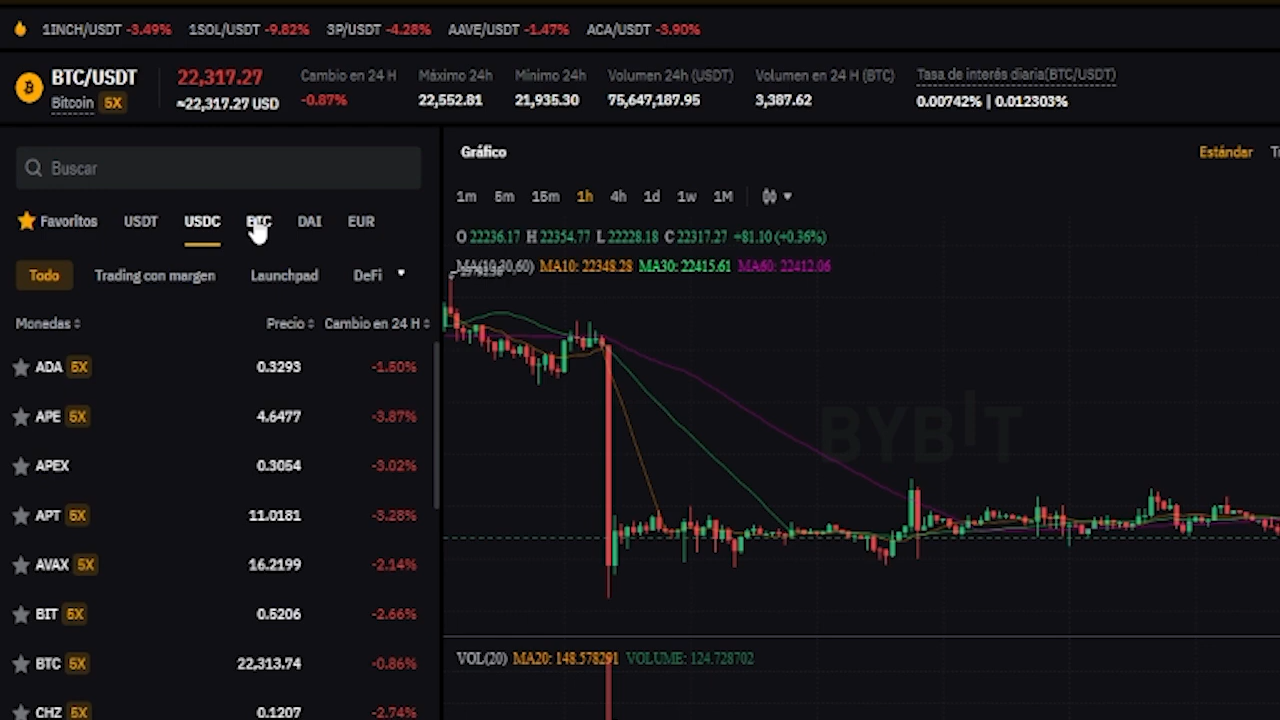 1INCH/USDT -3.49% 1SOL/USDT -9.82% 3P/USDT -4.28% AAVE/USDT -1.47% ACA/USDT -3.90%
BTC/USDT 22,317.27 Cambio en 24 H Máximo 24h Mínimo 24h Volumen 24h (USDT) Volumen en 24 H (BTC) Tasa de interés diaria(BTC/USDT)
Bitcoin 5X ≈22,317.27 USD -0.87% 22,552.81 21,935.30 75,647,187.95 3,387.62 0.00742% | 0.012303%
Buscar
Favoritos USDT USDC BTC DAI EUR
Todo Trading con margen Launchpad DeFi
Monedas Precio Cambio en 24 H
ADA 5X 0.3293 -1.50%
APE 5X 4.6477 -3.87%
APEX 0.3054 -3.02%
APT 5X 11.0181 -3.28%
AVAX 5X 16.2199 -2.14%
BIT 5X 0.5206 -2.66%
BTC 5X 22,313.74 -0.86%
CHZ 5X 0.1207 -2.74%
Gráfico Estándar
1m 5m 15m 1h 4h 1d 1w 1M
O 22236.17 H 22354.77 L 22228.18 C 22317.27 +81.10 (+0.36%)
MA(10,30,60) MA10: 22348.28 MA30: 22415.61 MA60: 22412.06
BYBIT
VOL(20) MA20: 148.578291 VOLUME: 124.728702